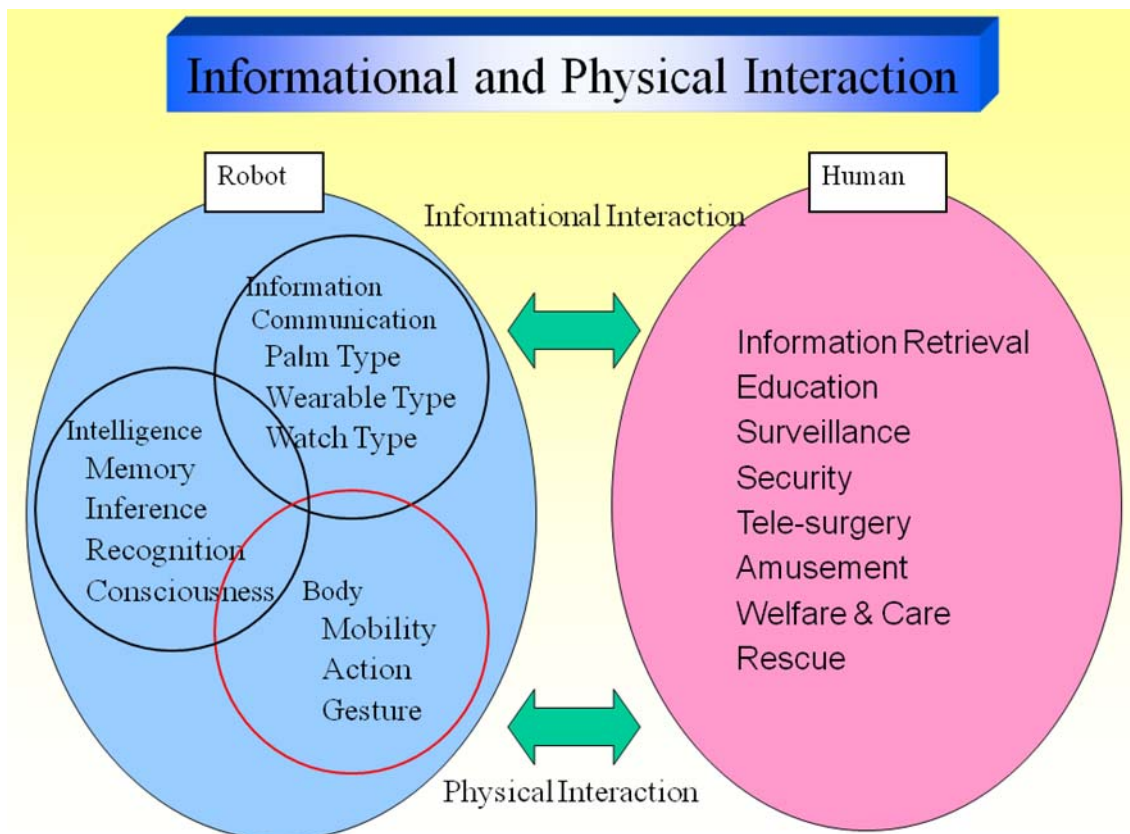 Informational and Physical Interaction
Robot
Human
Informational Interaction
Information
Communication
Palm Type
Wearable Type
Watch Type
Intelligence
Memory
Inference
Recognition
Consciousness
Body
Mobility
Action
Gesture
Information Retrieval
Education
Surveillance
Security
Tele-surgery
Amusement
Welfare & Care
Rescue
Physical Interaction